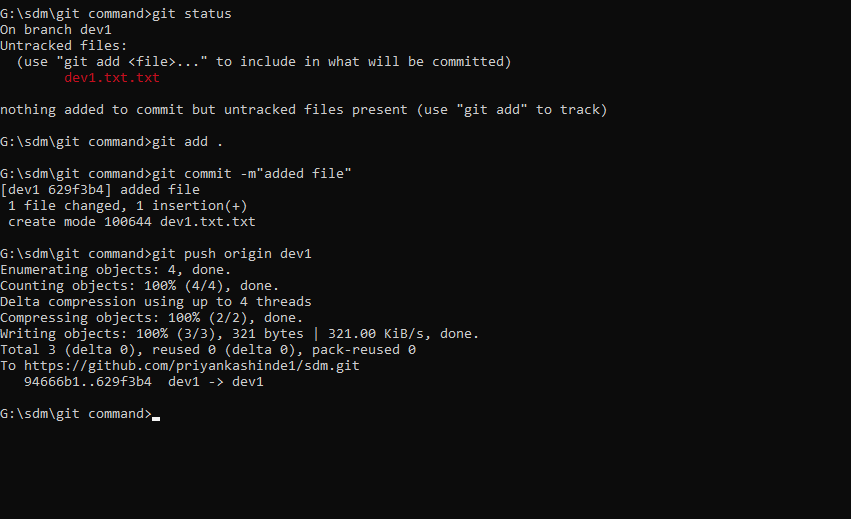 G:\sdm\git command>git status
On branch dev1
Untracked files:
  (use "git add <file>..." to include in what will be committed)
        dev1.txt.txt

nothing added to commit but untracked files present (use "git add" to track)

G:\sdm\git command>git add .

G:\sdm\git command>git commit -m"added file"
[dev1 629f3b4] added file
 1 file changed, 1 insertion(+)
 create mode 100644 dev1.txt.txt

G:\sdm\git command>git push origin dev1
Enumerating objects: 4, done.
Counting objects: 100% (4/4), done.
Delta compression using up to 4 threads
Compressing objects: 100% (2/2), done.
Writing objects: 100% (3/3), 321 bytes | 321.00 KiB/s, done.
Total 3 (delta 0), reused 0 (delta 0), pack-reused 0
To https://github.com/priyankashinde1/sdm.git
   94666b1..629f3b4  dev1 -> dev1

G:\sdm\git command>